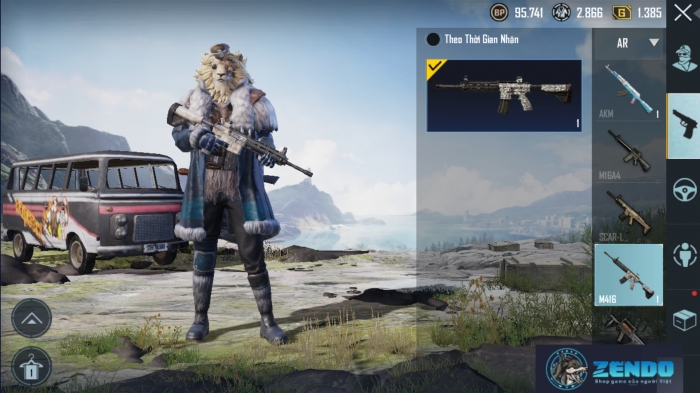 BP 95.741 2.866 G 1.385
Theo Thời Gian Nhận
AR
1
AKM 1
M16A4
SCAR-L
M416 1
ZENDO
Shop game của người Việt